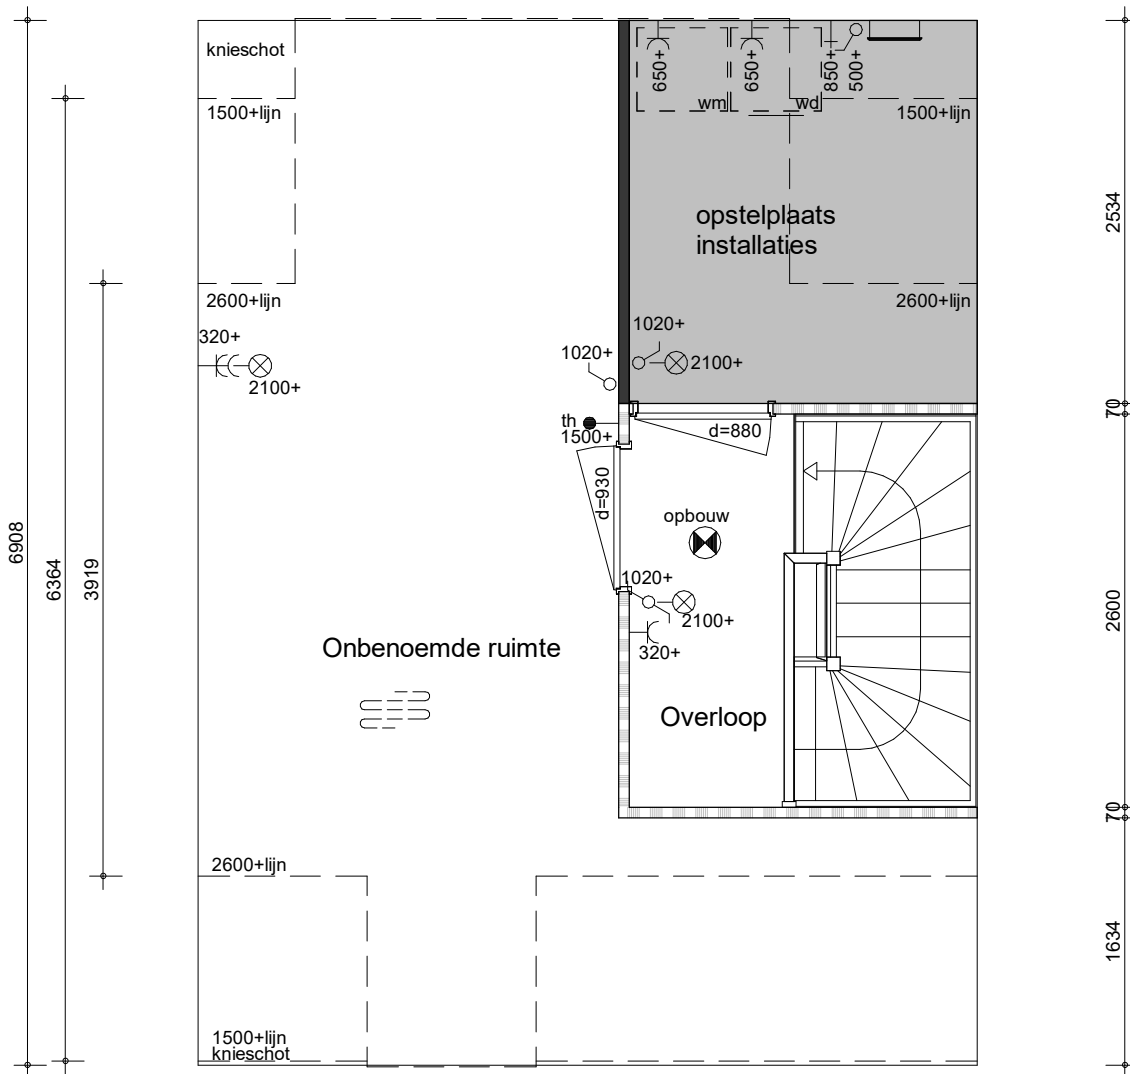 knieschot
1500+lijn
2600+lijn
320+
2100+
650+
650+
850+
500+
wm
wd
1500+lijn
opstelplaats
installaties
2600+lijn
1020+
2100+
1020+
th
1500+
d=880
d=930
opbouw
1020+
2100+
320+
Onbenoemde ruimte
Overloop
2600+lijn
1500+lijn
knieschot
6908
6364
3919
2534
70
2600
70
1634